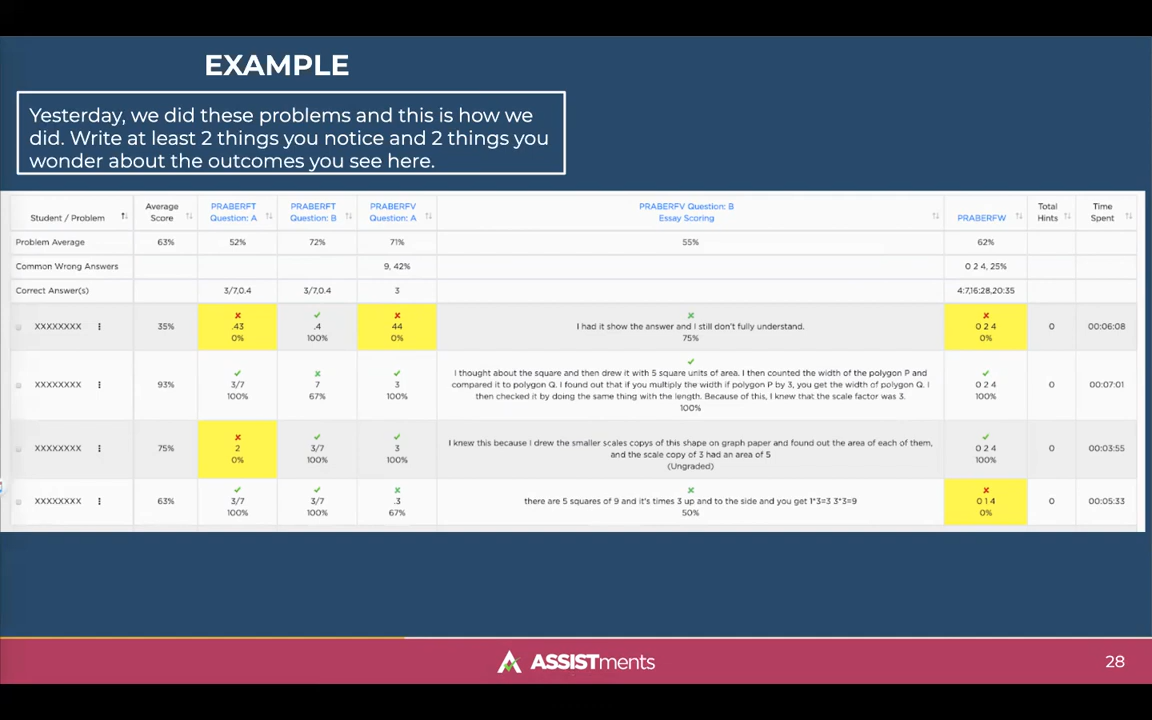 EXAMPLE
Yesterday, we did these problems and this is how we
did. Write at least 2 things you notice and 2 things you
wonder about the outcomes you see here.
Student / Problem Average Score PRABERFT Question: A PRABERFT Question: B PRABERFV Question: A PRABERFV Question: B Essay Scoring PRABERFW Total Hints Time Spent
Problem Average 63% 52% 72% 71% 55% 62%
Common Wrong Answers 9, 42% 0 2 4, 25%
Correct Answer(s) 3/7,0.4 3/7,0.4 3 4:7,16:28,20:35
XXXXXXXX 35% .43 0% .4 100% 44 0% I had it show the answer and I still don't fully understand. 75% 0 2 4 0% 0 00:06:08
XXXXXXXX 93% 3/7 100% 7 67% 3 100%
I thought about the square and then drew it with 5 square units of area. I then counted the width of the polygon P and
compared it to polygon Q. I found out that if you multiply the width if polygon P by 3, you get the width of polygon Q. I
then checked it by doing the same thing with the length. Because of this, I knew that the scale factor was 3.
100%
0 2 4 100% 0 00:07:01
XXXXXXXX 75% 2 0% 3/7 100% 3 100%
I knew this because I drew the smaller scales copys of this shape on graph paper and found out the area of each of them,
and the scale copy of 3 had an area of 5
(Ungraded)
0 2 4 100% 0 00:03:55
XXXXXXXX 63% 3/7 100% 3/7 100% .3 67% there are 5 squares of 9 and it's times 3 up and to the side and you get 1*3=3 3*3=9 50% 0 1 4 0% 0 00:05:33
ASSISTments
28